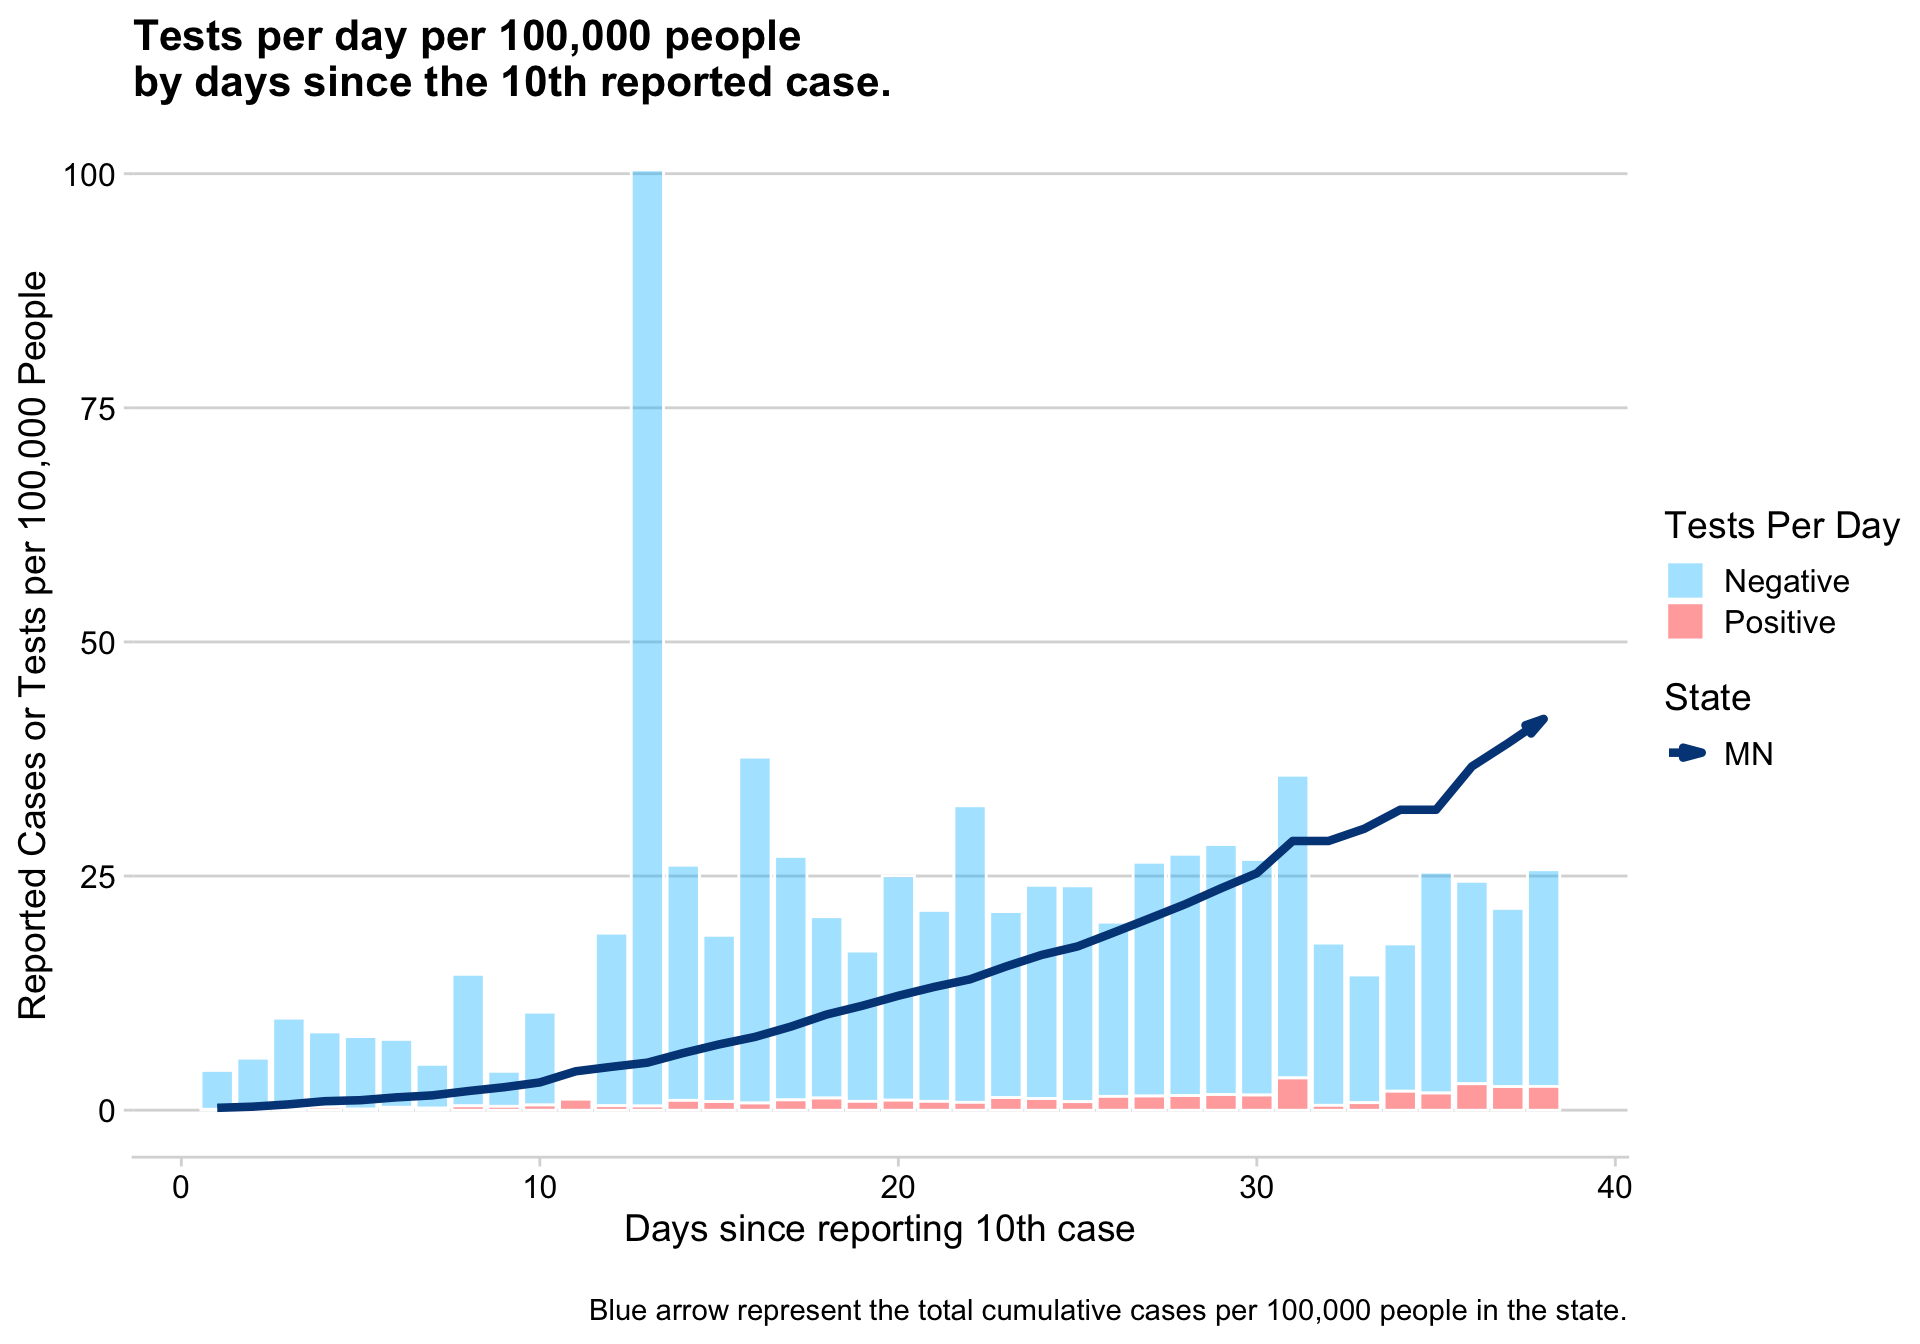 Tests per day per 100,000 people
by days since the 10th reported case.
Reported Cases or Tests per 100,000 People
100
75
50
25
0
0
10
20
30
40
Days since reporting 10th case
Tests Per Day
Negative
Positive
State
MN
Blue arrow represent the total cumulative cases per 100,000 people in the state.